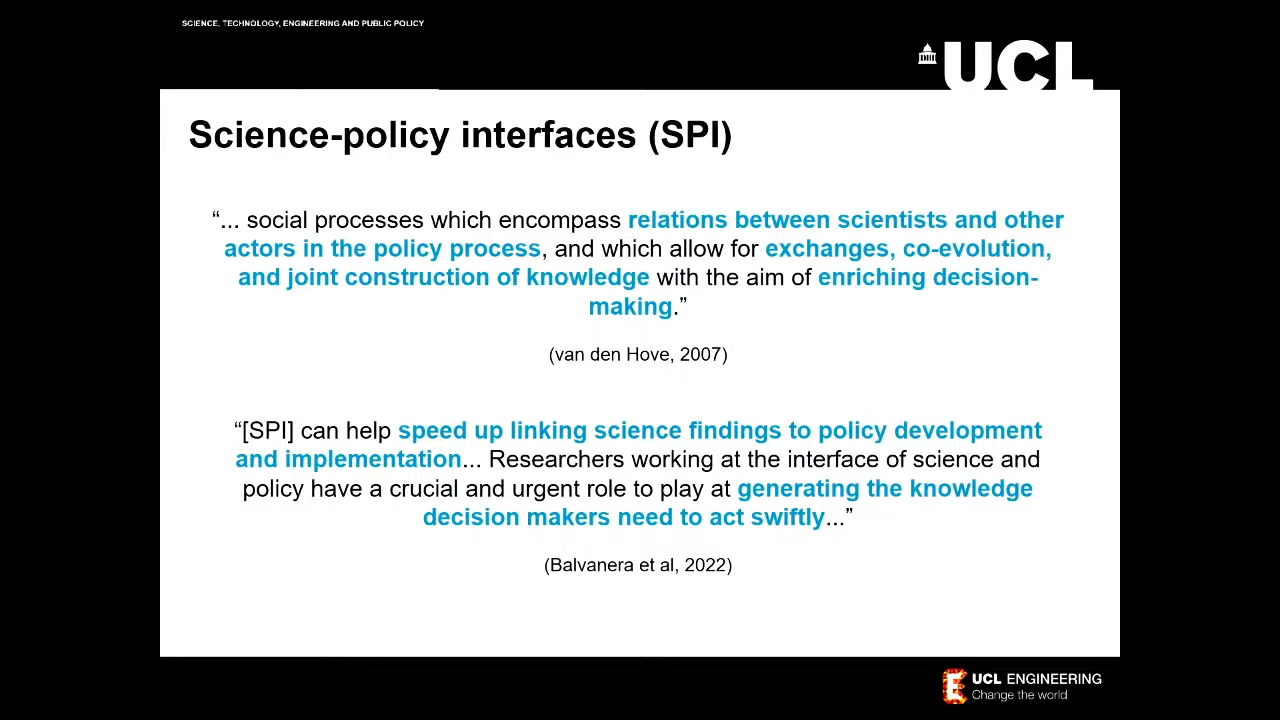 SCIENCE, TECHNOLOGY, ENGINEERING AND PUBLIC POLICY
UCL
Science-policy interfaces (SPI)
“... social processes which encompass relations between scientists and other
actors in the policy process, and which allow for exchanges, co-evolution,
and joint construction of knowledge with the aim of enriching decision-
making.”
(van den Hove, 2007)
“[SPI] can help speed up linking science findings to policy development
and implementation... Researchers working at the interface of science and
policy have a crucial and urgent role to play at generating the knowledge
decision makers need to act swiftly...”
(Balvanera et al, 2022)
UCL ENGINEERING
Change the world